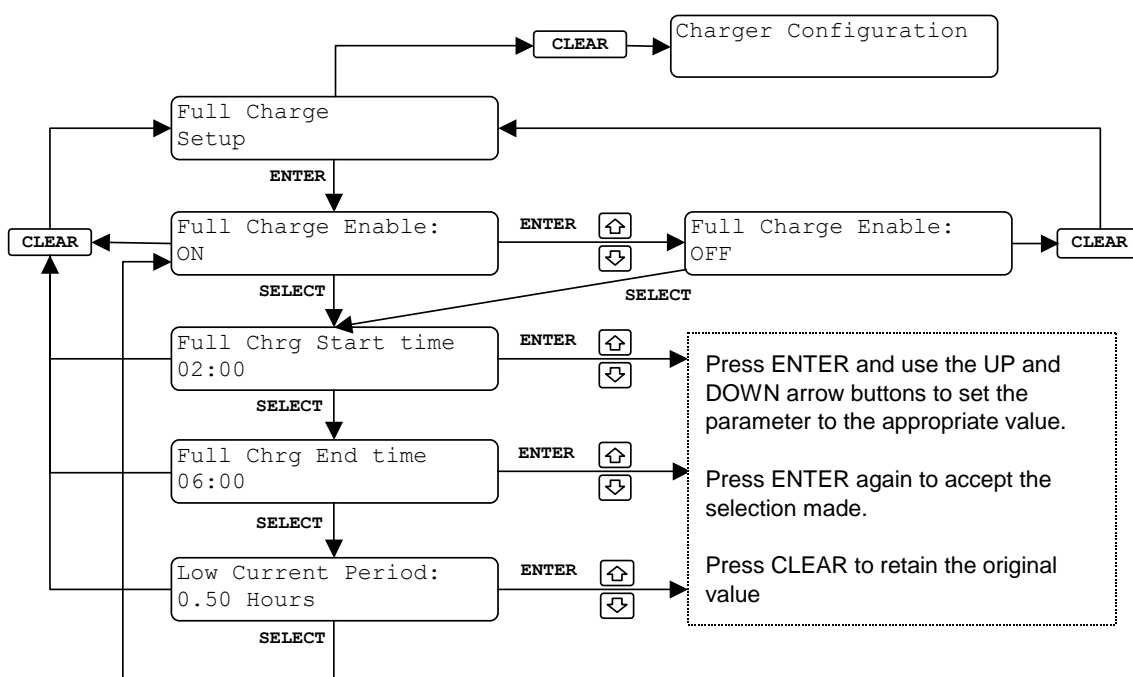 CLEAR
Charger Configuration
Full Charge
Setup
ENTER
Full Charge Enable:
ON
ENTER
Full Charge Enable:
OFF
CLEAR
CLEAR
SELECT
SELECT
Full Chrg Start time
02:00
ENTER
SELECT
Full Chrg End time
06:00
ENTER
SELECT
Low Current Period:
0.50 Hours
ENTER
SELECT
Press ENTER and use the UP and
DOWN arrow buttons to set the
parameter to the appropriate value.
Press ENTER again to accept the
selection made.
Press CLEAR to retain the original
value